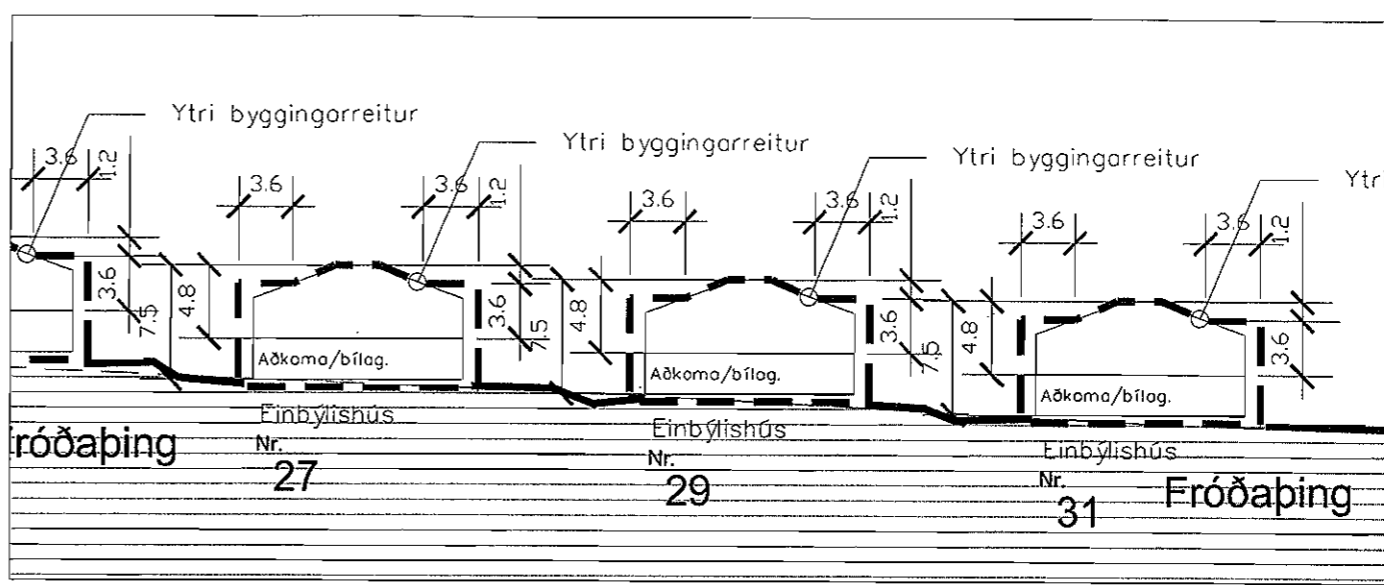 Ytri byggingarreitur
Ytri byggingarreitur
Ytri byggingarreitur
Ytr
3.6
1.2
3.6
3.6
1.2
3.6
3.6
1.2
3.6
3.6
1.2
3.6
7.5
4.8
3.6
7.5
4.8
3.6
7.5
4.8
3.6
Aðkoma/bílag.
Aðkoma/bílag.
Aðkoma/bílag.
Einbýlishús
Nr.
27
Einbýlishús
Nr.
29
Einbýlishús
Nr.
31
róðaþing
Fróðaþing